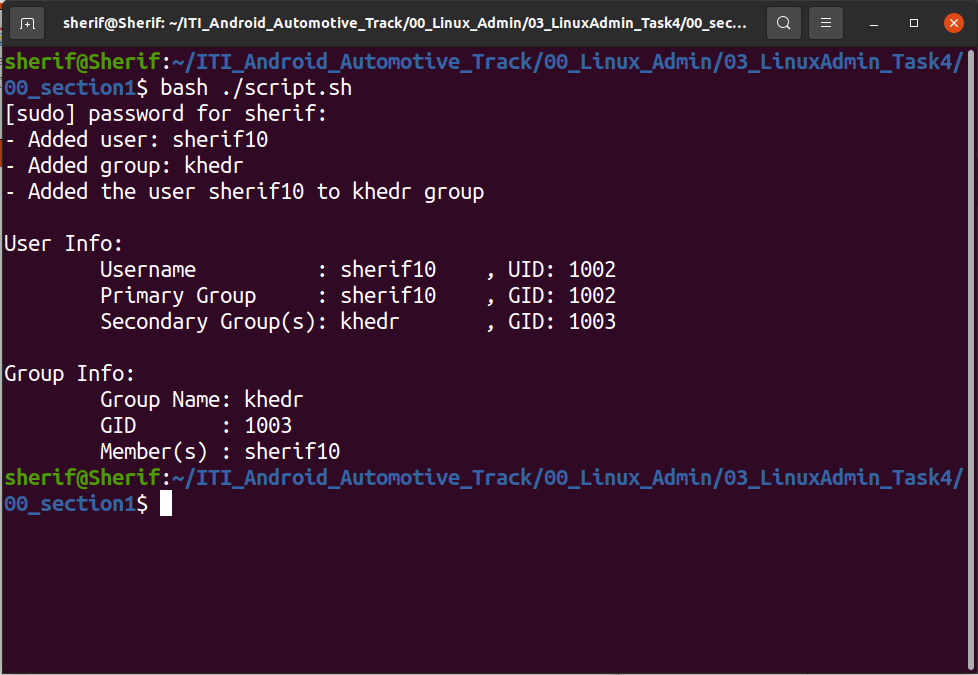 sherif@Sherif: ~/ITI_Android_Automotive_Track/00_Linux_Admin/03_LinuxAdmin_Task4/00_sec...
sherif@Sherif:~/ITI_Android_Automotive_Track/00_Linux_Admin/03_LinuxAdmin_Task4/
00_section1$ bash ./script.sh
[sudo] password for sherif:
- Added user: sherif10
- Added group: khedr
- Added the user sherif10 to khedr group
User Info:
Username : sherif10 , UID: 1002
Primary Group : sherif10 , GID: 1002
Secondary Group(s): khedr , GID: 1003
Group Info:
Group Name: khedr
GID : 1003
Member(s) : sherif10
sherif@Sherif:~/ITI_Android_Automotive_Track/00_Linux_Admin/03_LinuxAdmin_Task4/
00_section1$